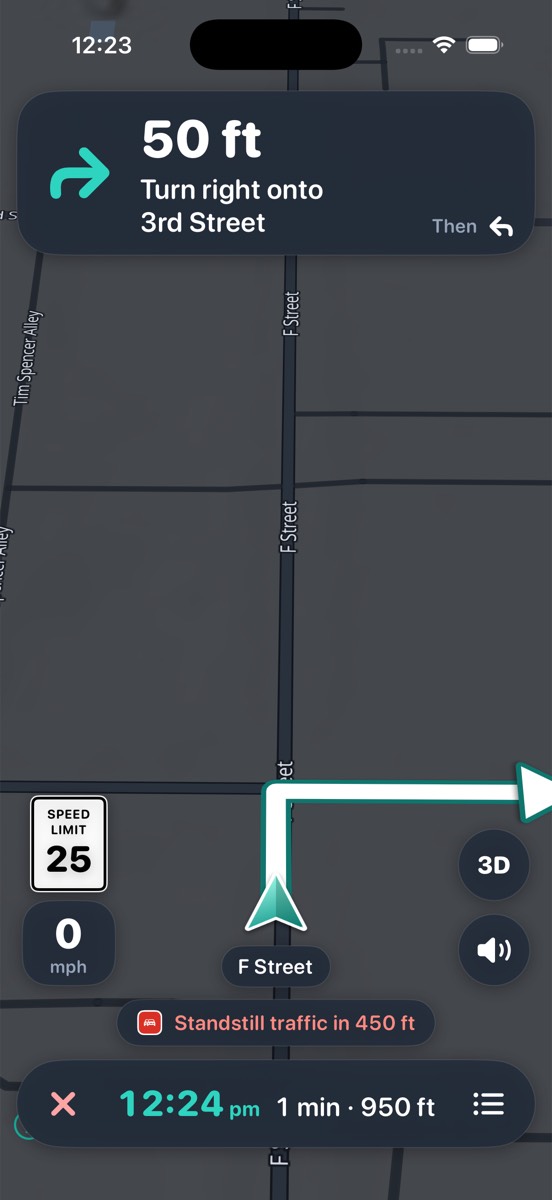 12:23
50 ft
Turn right onto
3rd Street
Then
F Street
Tim Spencer Alley
F Street
SPEED
LIMIT
25
3D
0
mph
F Street
Standstill traffic in 450 ft
12:24 pm 1 min · 950 ft